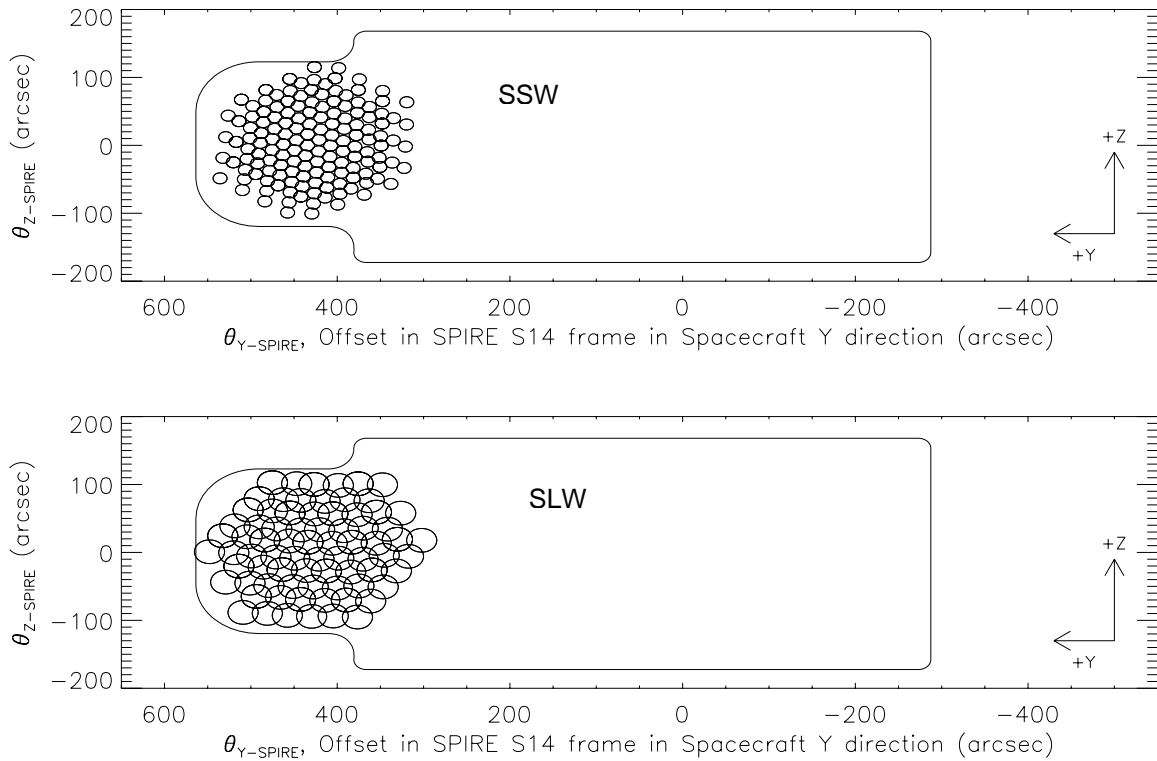 200
100
0
−100
−200
θZ−SPIRE (arcsec)
SSW
+Z
+Y
600 400 200 0 −200 −400
θY−SPIRE, Offset in SPIRE S14 frame in Spacecraft Y direction (arcsec)
200
100
0
−100
−200
θZ−SPIRE (arcsec)
SLW
+Z
+Y
600 400 200 0 −200 −400
θY−SPIRE, Offset in SPIRE S14 frame in Spacecraft Y direction (arcsec)